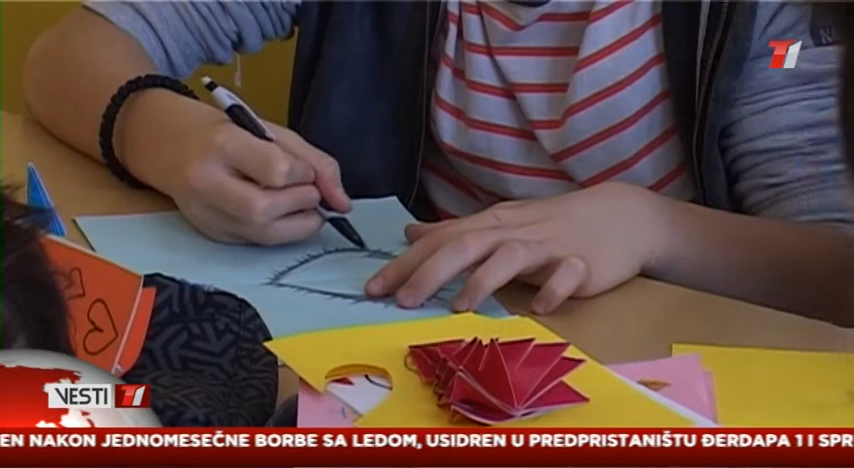 T1
N
VESTI T1
EN NAKON JEDNOMESEČNE BORBE SA LEDOM, USIDREN U PREDPRISTANIŠTU ĐERDAPA 1 I SPR